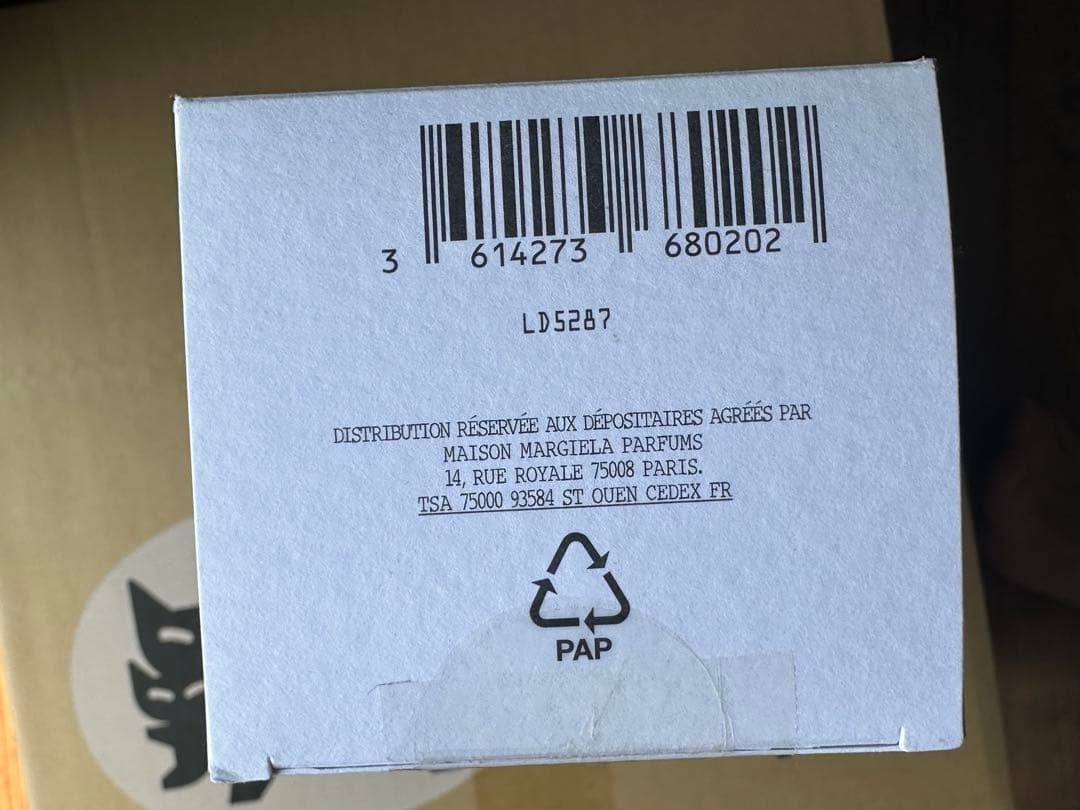 3 614273 680202
LD5287
DISTRIBUTION RÉSERVÉE AUX DÉPOSITAIRES AGRÉÉS PAR
MAISON MARGIELA PARFUMS
14, RUE ROYALE 75008 PARIS.
TSA 75000 93584 ST OUEN CEDEX FR
PAP